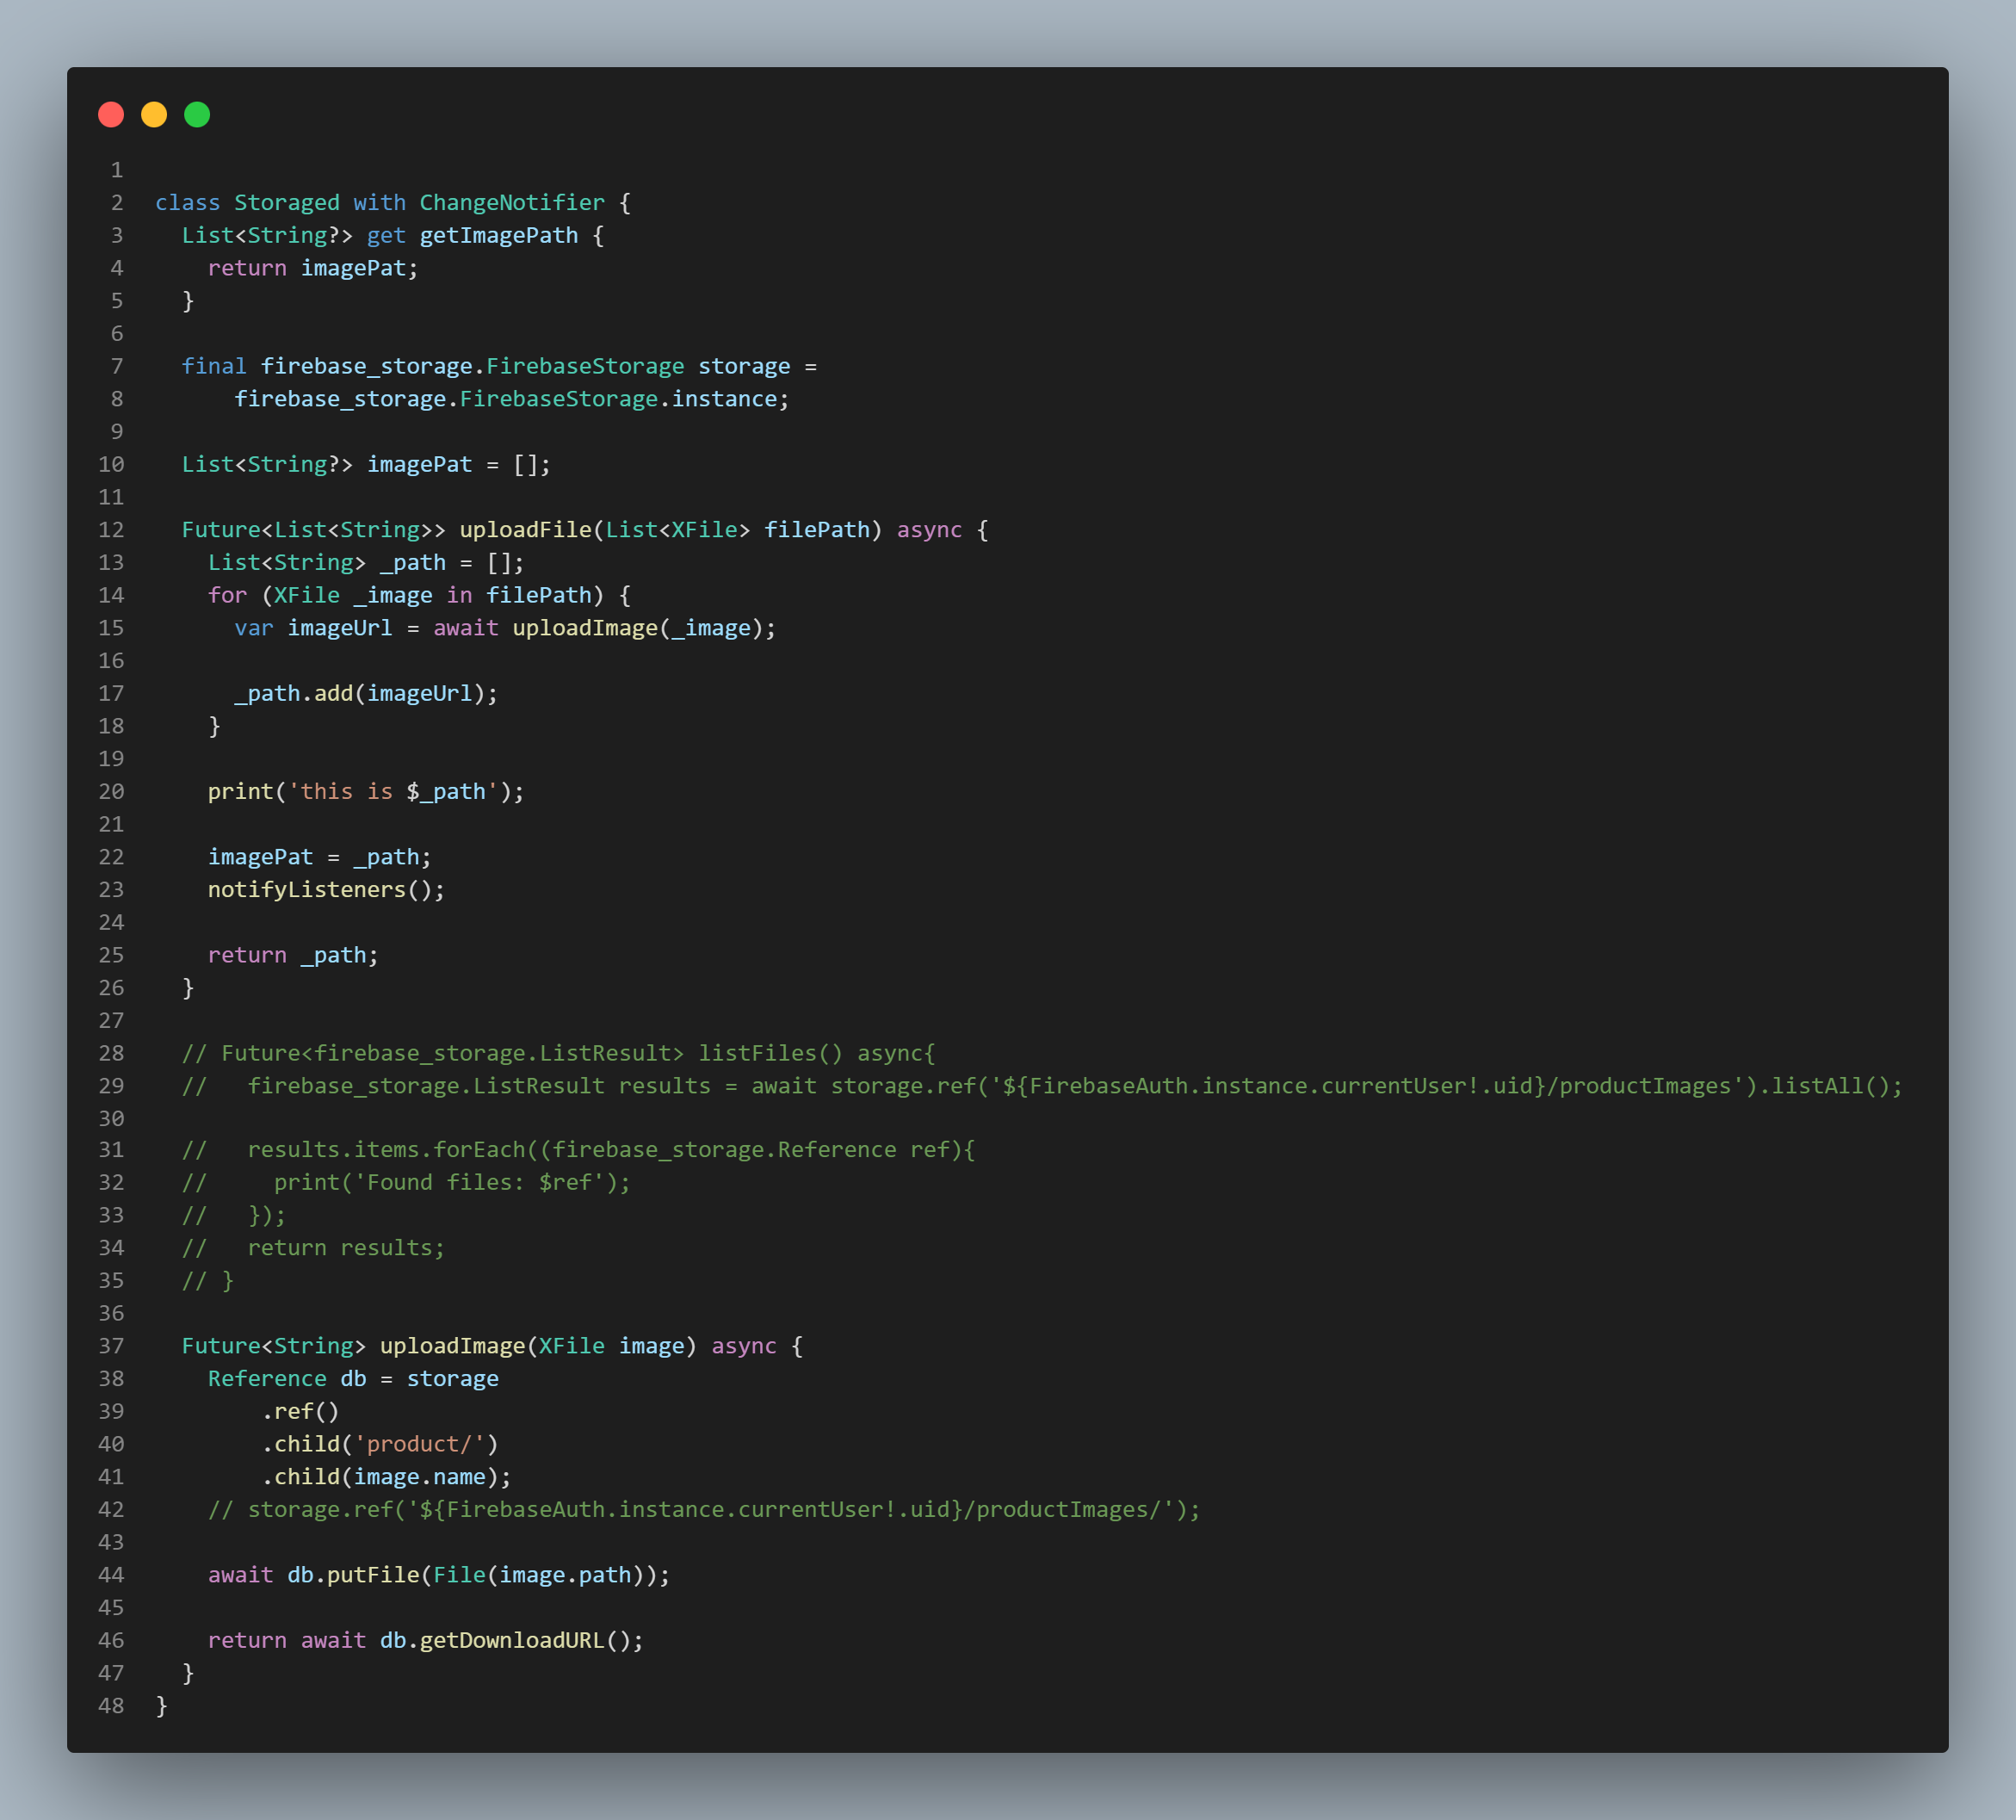 1
2 class Storaged with ChangeNotifier {
3   List<String?> get getImagePath {
4     return imagePat;
5   }
6
7   final firebase_storage.FirebaseStorage storage =
8       firebase_storage.FirebaseStorage.instance;
9
10   List<String?> imagePat = [];
11
12   Future<List<String>> uploadFile(List<XFile> filePath) async {
13     List<String> _path = [];
14     for (XFile _image in filePath) {
15       var imageUrl = await uploadImage(_image);
16
17       _path.add(imageUrl);
18     }
19
20     print('this is $_path');
21
22     imagePat = _path;
23     notifyListeners();
24
25     return _path;
26   }
27
28   // Future<firebase_storage.ListResult> listFiles() async{
29   //   firebase_storage.ListResult results = await storage.ref('${FirebaseAuth.instance.currentUser!.uid}/productImages').listAll();
30
31   //   results.items.forEach((firebase_storage.Reference ref){
32   //     print('Found files: $ref');
33   //   });
34   //   return results;
35   // }
36
37   Future<String> uploadImage(XFile image) async {
38     Reference db = storage
39         .ref()
40         .child('product/')
41         .child(image.name);
42     // storage.ref('${FirebaseAuth.instance.currentUser!.uid}/productImages/');
43
44     await db.putFile(File(image.path));
45
46     return await db.getDownloadURL();
47   }
48 }